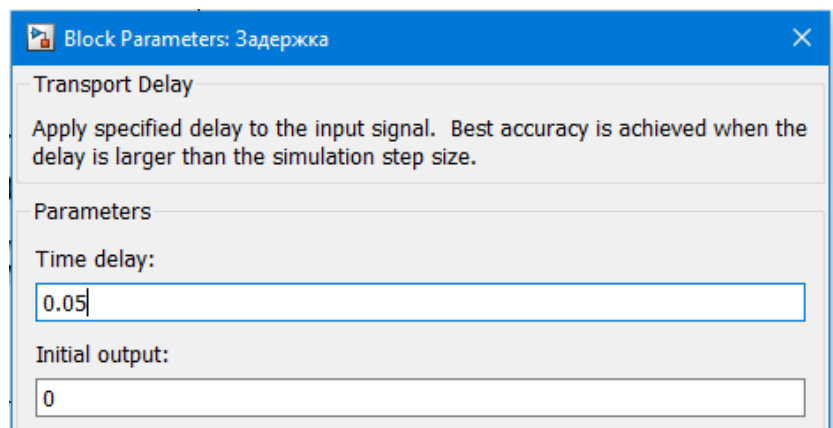 Block Parameters: Задержка
Transport Delay
Apply specified delay to the input signal.  Best accuracy is achieved when the
delay is larger than the simulation step size.
Parameters
Time delay:
0.05
Initial output:
0